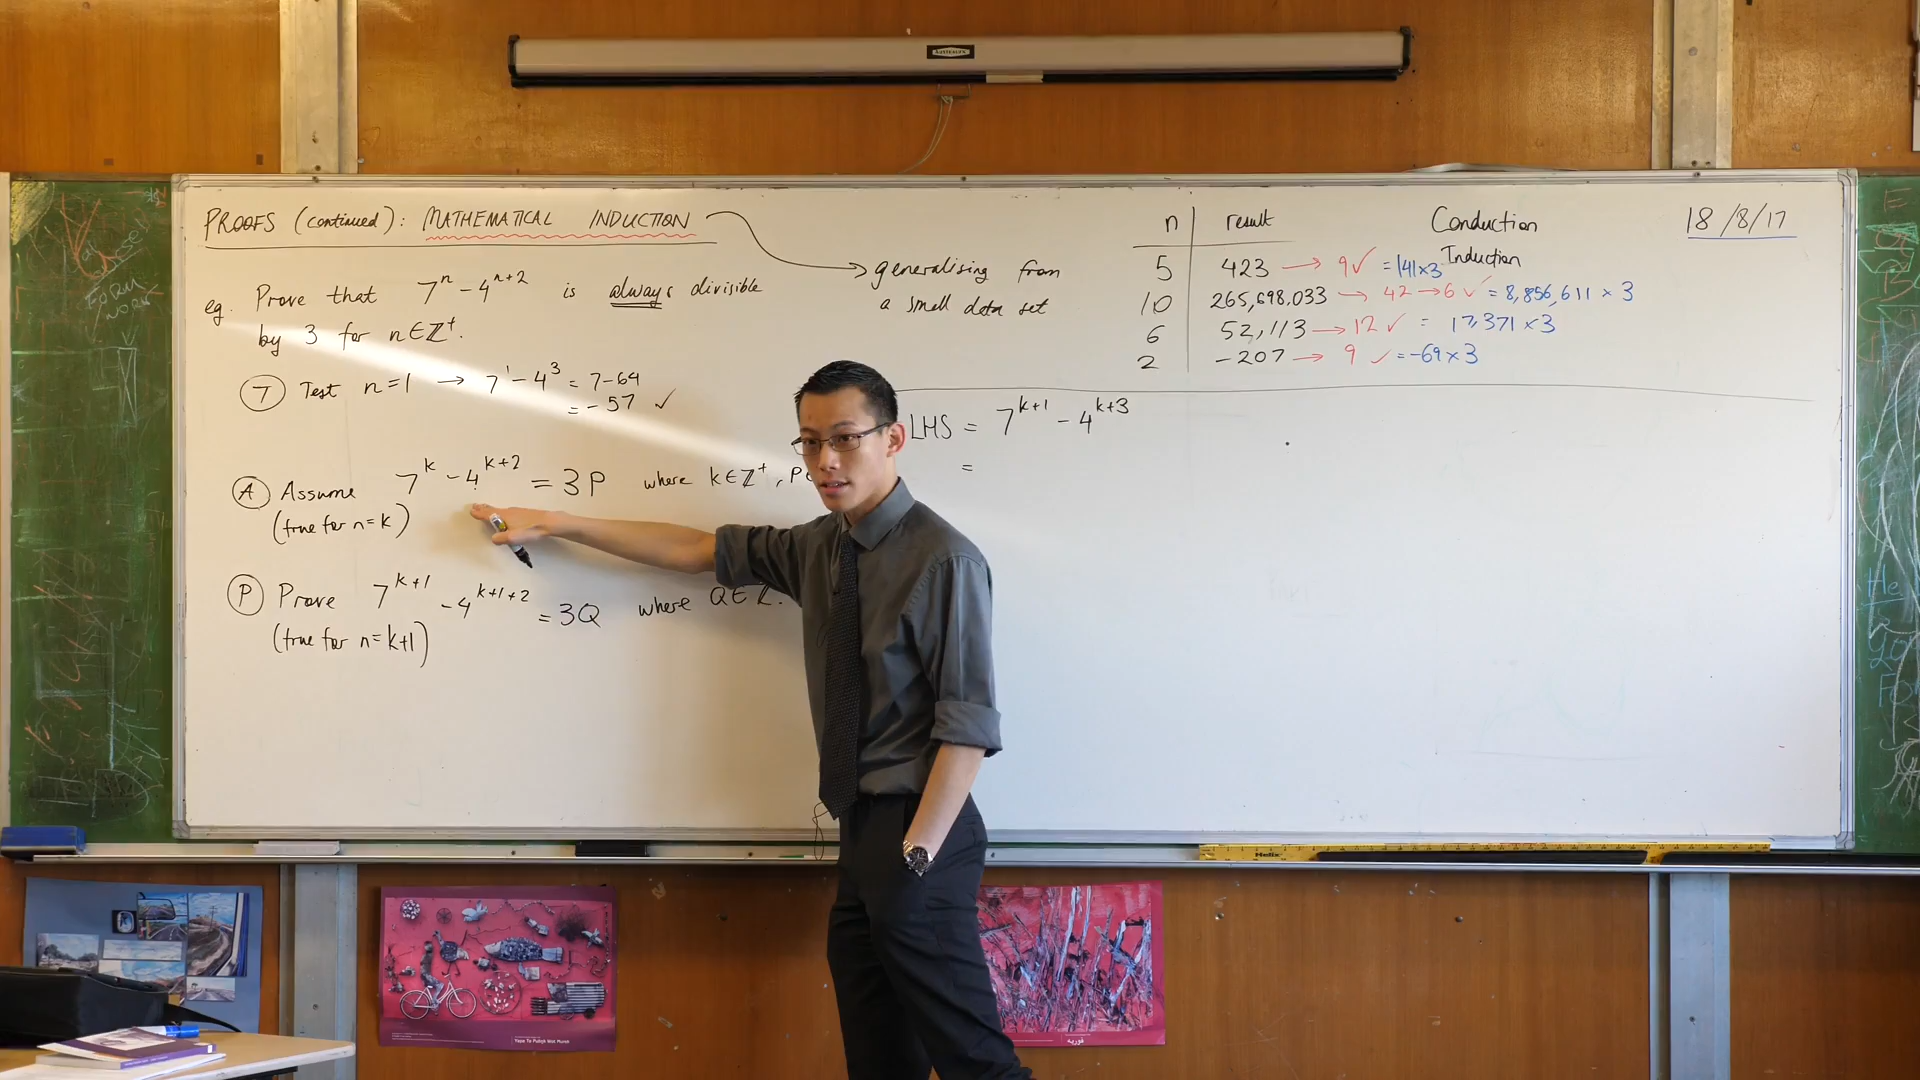 PROOFS (continued): MATHEMATICAL INDUCTION
generalising from
a small data set
eg. Prove that 7ⁿ - 4ⁿ⁺² is always divisible
by 3 for n∈ℤ⁺.
T Test n=1 → 7¹ - 4³ = 7-64
= -57 ✓
A Assume 7ᵏ - 4ᵏ⁺² = 3P where k∈ℤ⁺, P
(true for n=k)
P Prove 7ᵏ⁺¹ - 4ᵏ⁺¹⁺² = 3Q where Q∈ℤ.
(true for n=k+1)
n result
5 423 → 9✓ =141×3
10 265,698,033 → 42 →6 ✓ = 8,856,611 × 3
6 52,113 → 12 ✓ = 17,371 ×3
2 -207 → 9 ✓ = -69 × 3
Conduction
Induction
18/8/17
LHS = 7ᵏ⁺¹ - 4ᵏ⁺³
=
Helix